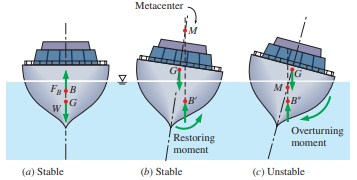 Metacenter
M
G
G
F_B
B
M
W
G
B'
B"
Restoring
moment
Overturning
moment
(a) Stable
(b) Stable
(c) Unstable